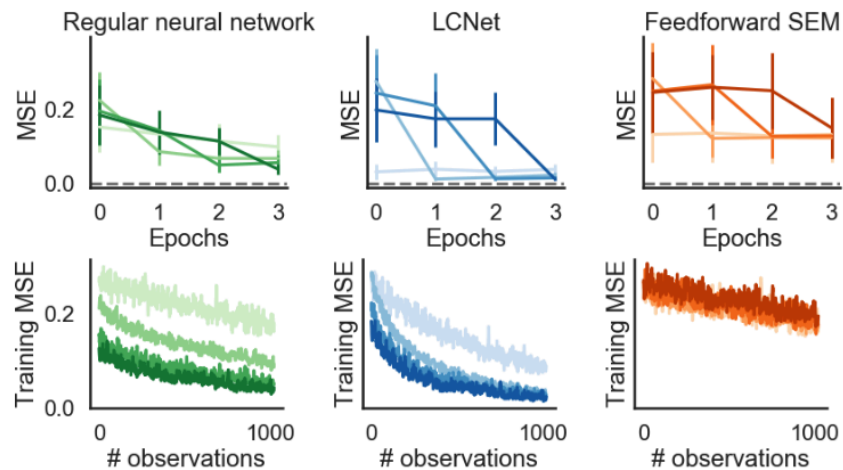 Regular neural network
LCNet
Feedforward SEM
MSE
0.2
0.0
0 1 2 3
Epochs
MSE
0 1 2 3
Epochs
MSE
0 1 2 3
Epochs
Training MSE
0.2
0.0
0 1000
# observations
Training MSE
0 1000
# observations
Training MSE
0 1000
# observations